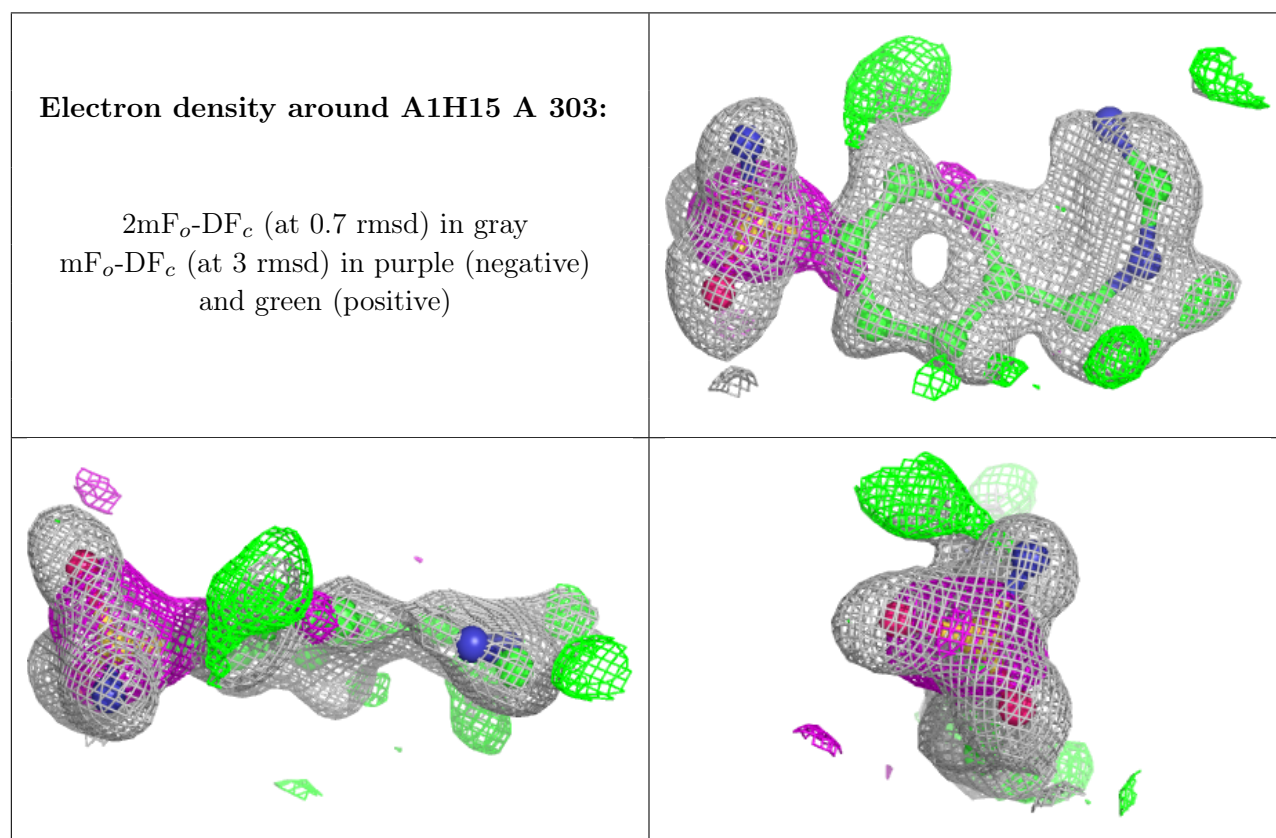 Electron density around A1H15 A 303:
2mFo-DFc (at 0.7 rmsd) in gray
mFo-DFc (at 3 rmsd) in purple (negative)
and green (positive)